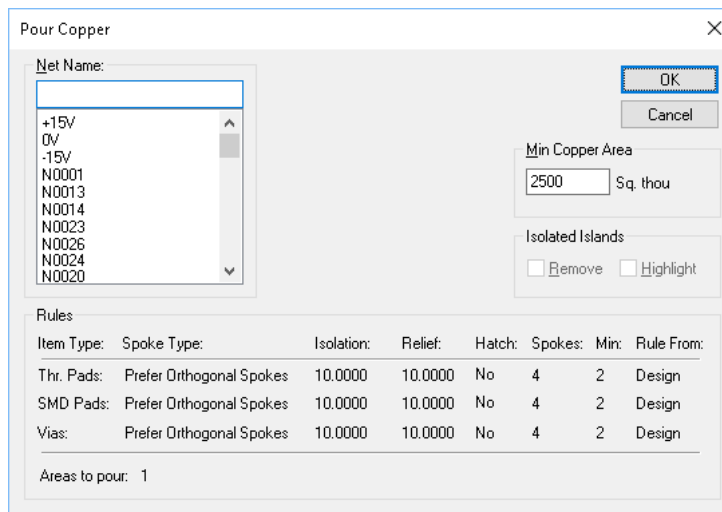 Pour Copper
Net Name:
+15V
0V
-15V
N0001
N0013
N0014
N0023
N0026
N0024
N0020
OK
Cancel
Min Copper Area
2500 Sq. thou
Isolated Islands
Remove Highlight
Rules
Item Type: Spoke Type: Isolation: Relief: Hatch: Spokes: Min: Rule From:
Thr. Pads: Prefer Orthogonal Spokes 10.0000 10.0000 No 4 2 Design
SMD Pads: Prefer Orthogonal Spokes 10.0000 10.0000 No 4 2 Design
Vias: Prefer Orthogonal Spokes 10.0000 10.0000 No 4 2 Design
Areas to pour: 1